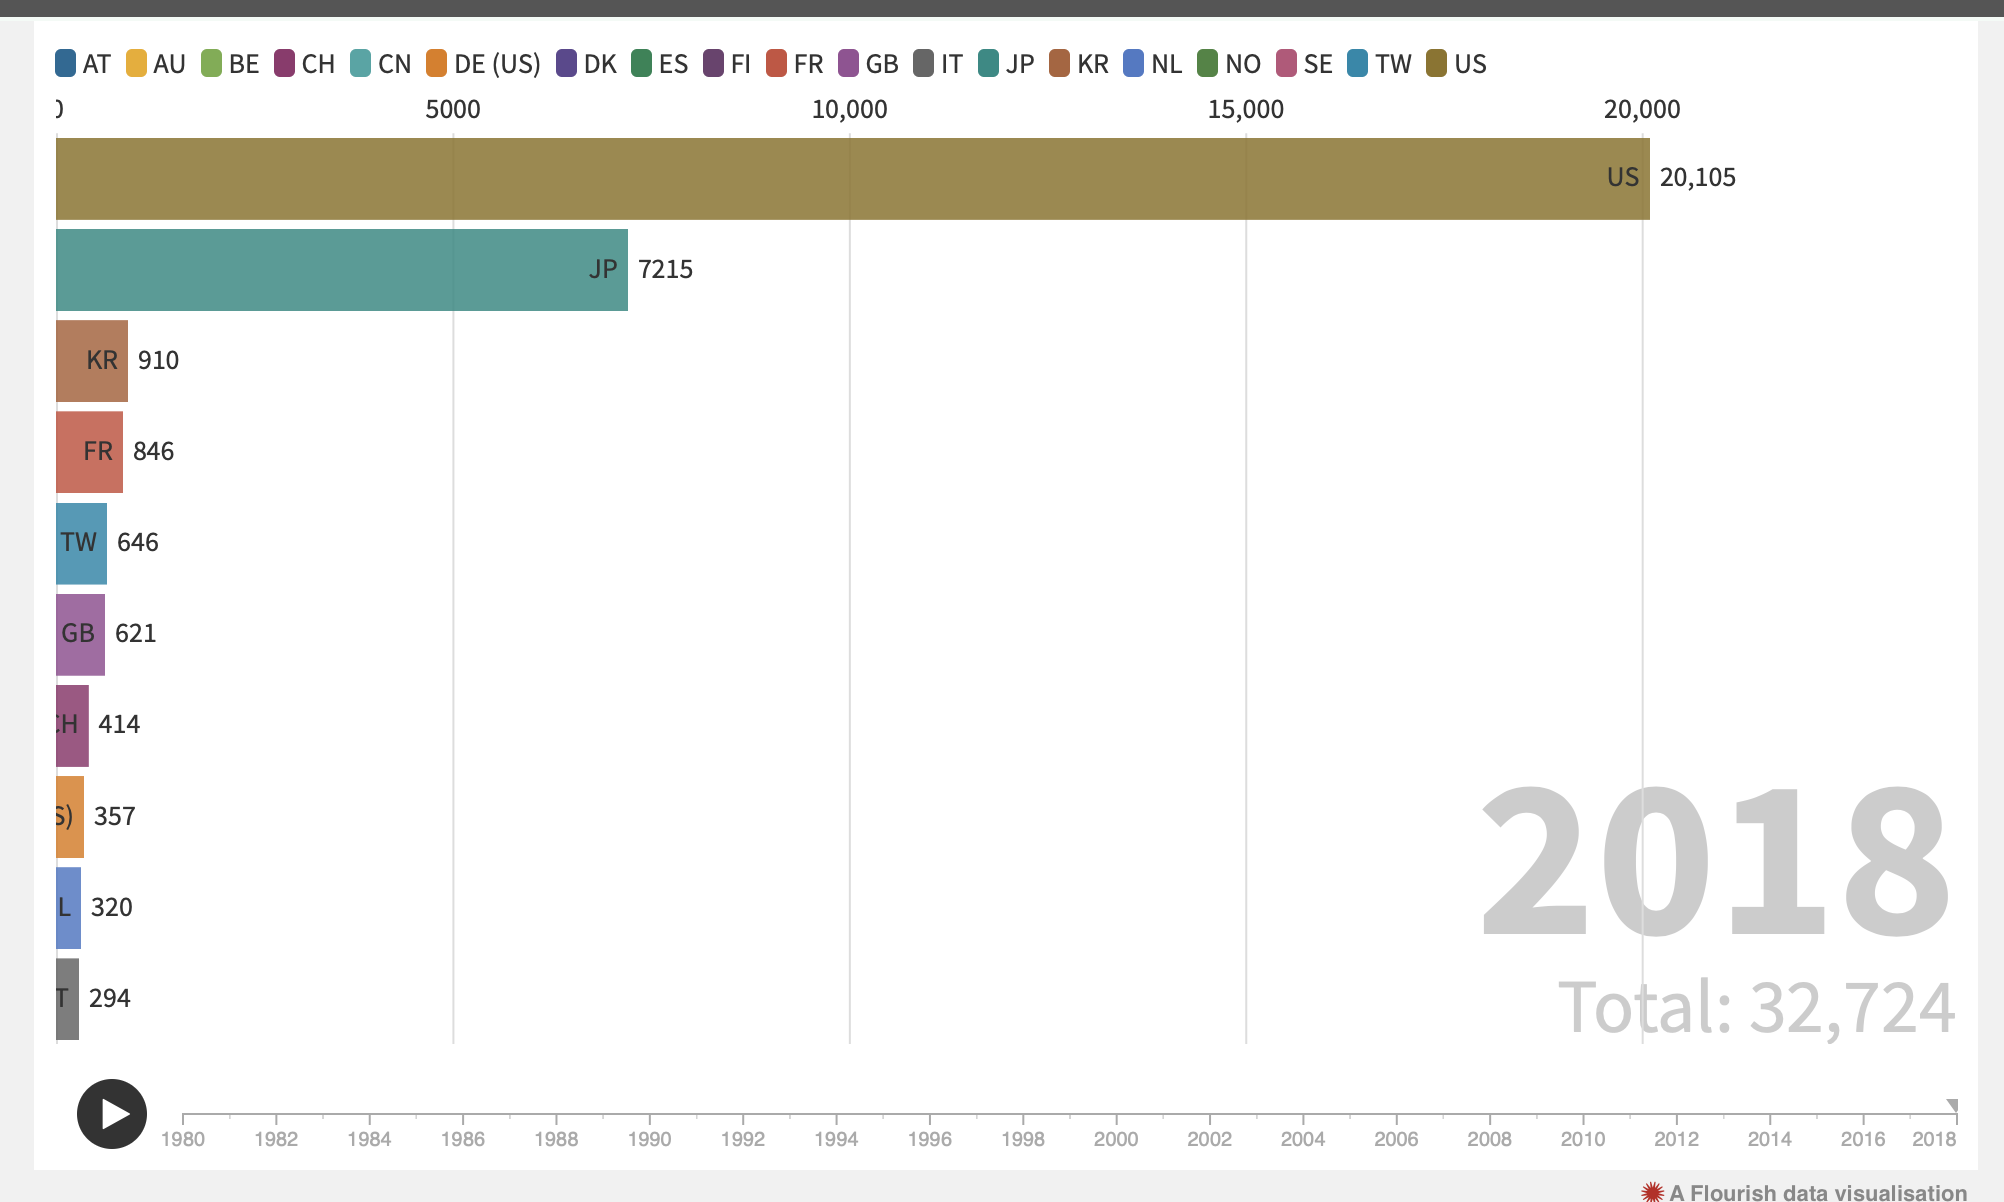 AT AU BE CH CN DE (US) DK ES FI FR GB IT JP KR NL NO SE TW US
0 5000 10,000 15,000 20,000
US 20,105
JP 7215
KR 910
FR 846
TW 646
GB 621
CH 414
S) 357
L 320
T 294
2018
Total: 32,724
1980 1982 1984 1986 1988 1990 1992 1994 1996 1998 2000 2002 2004 2006 2008 2010 2012 2014 2016 2018
A Flourish data visualisation